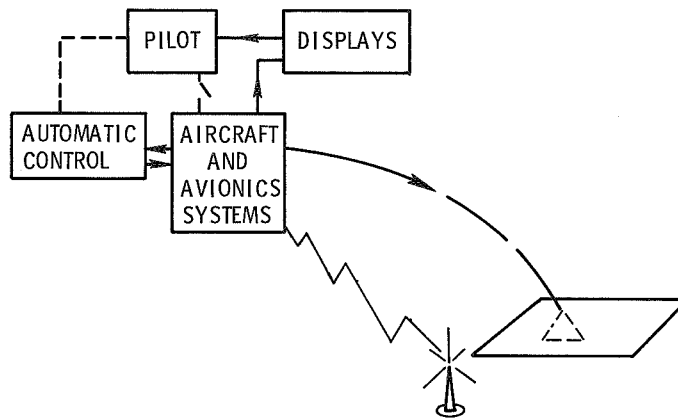 PILOT
DISPLAYS
AUTOMATIC
CONTROL
AIRCRAFT
AND
AVIONICS
SYSTEMS